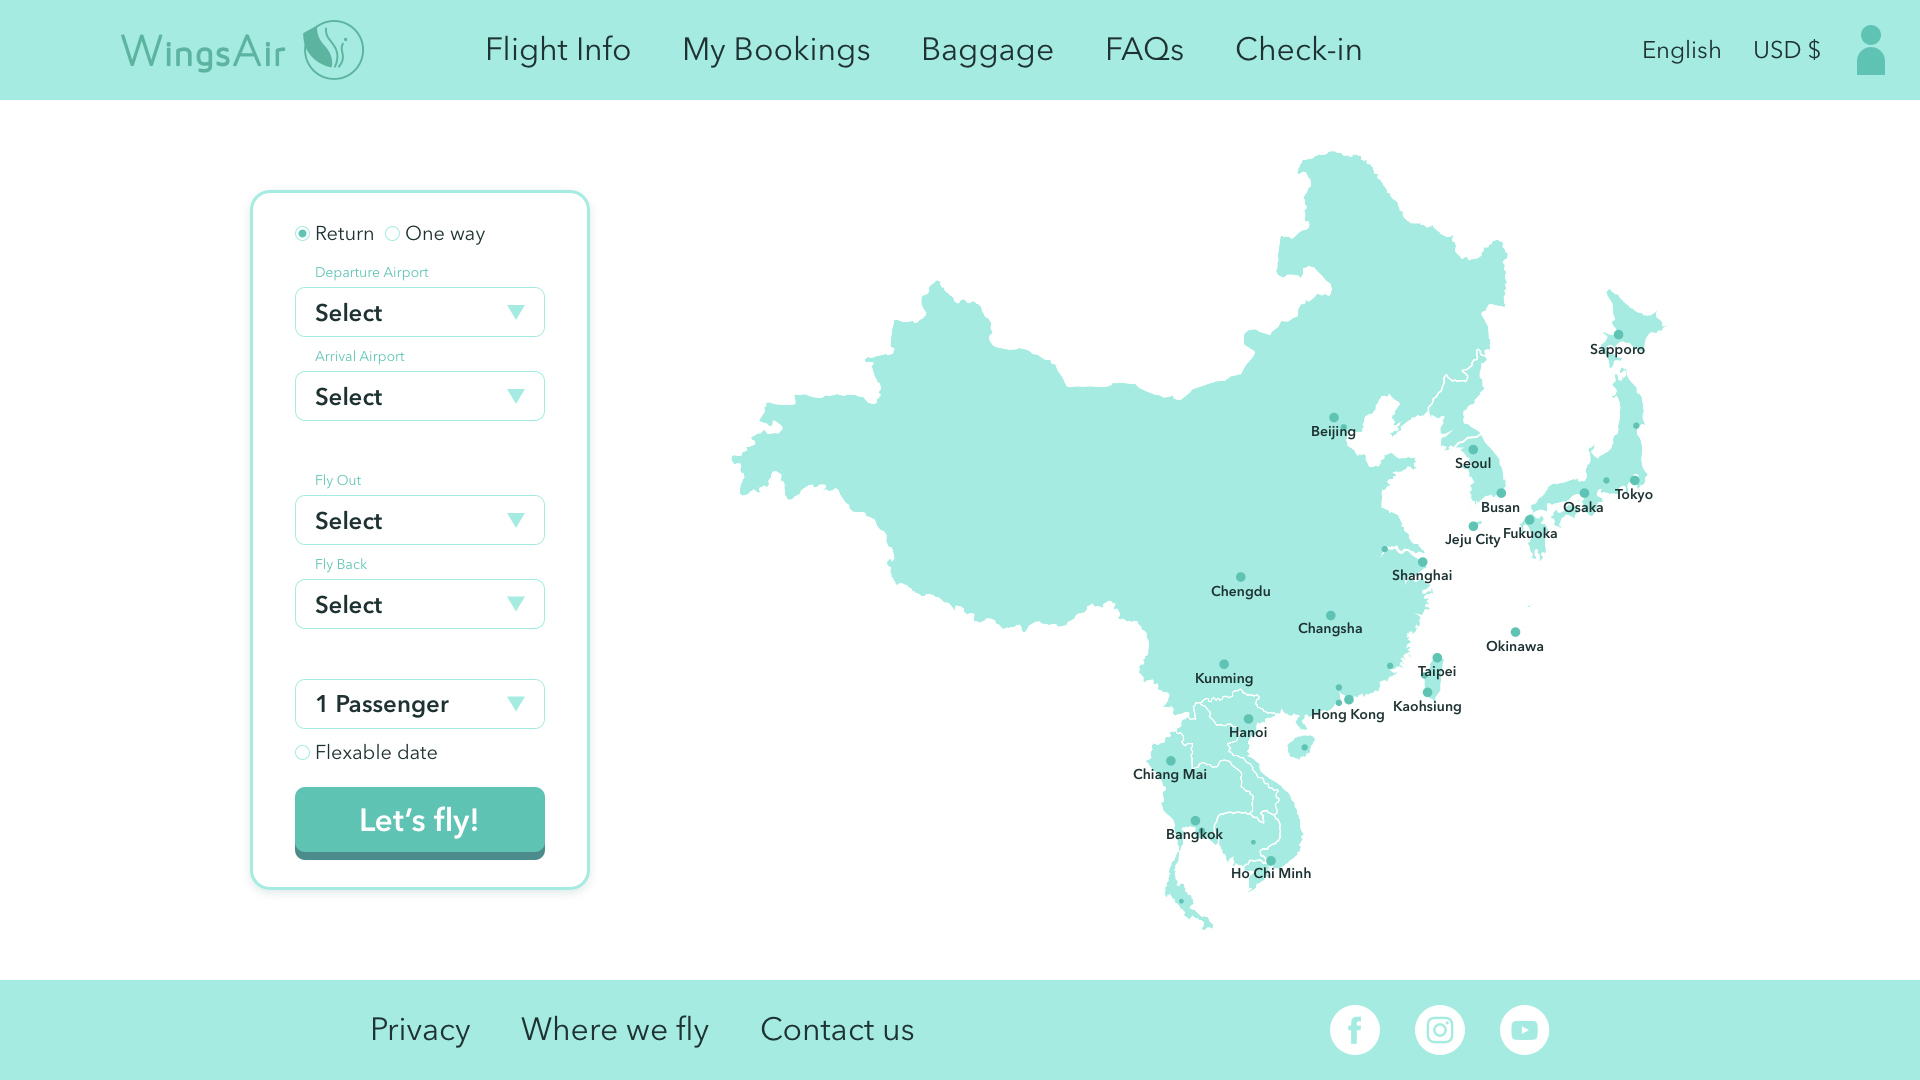 WingsAir
Flight Info
My Bookings
Baggage
FAQs
Check-in
English
USD $
Return
One way
Departure Airport
Select
Arrival Airport
Select
Fly Out
Select
Fly Back
Select
1 Passenger
Flexable date
Let’s fly!
Sapporo
Beijing
Seoul
Busan
Osaka
Tokyo
Jeju City
Fukuoka
Shanghai
Chengdu
Changsha
Okinawa
Taipei
Kunming
Kaohsiung
Hong Kong
Hanoi
Chiang Mai
Bangkok
Ho Chi Minh
Privacy
Where we fly
Contact us